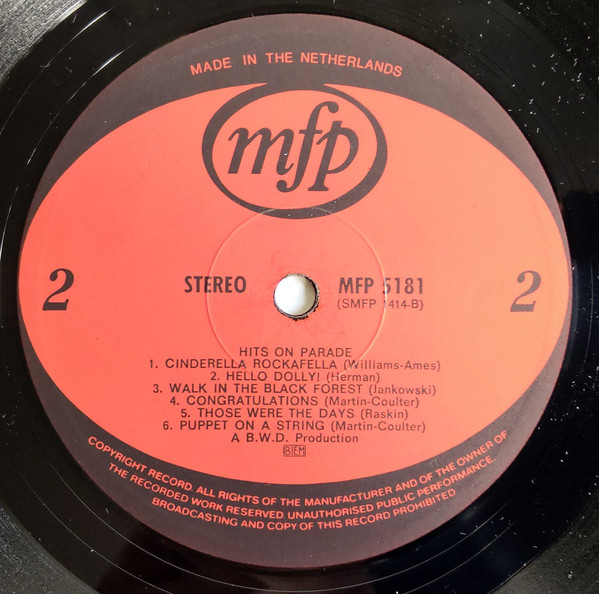 MADE IN THE NETHERLANDS
mfp
2 STEREO MFP 5181 2
(SMFP 1414-B)
HITS ON PARADE
1. CINDERELLA ROCKAFELLA (Williams-Ames)
2. HELLO DOLLY! (Herman)
3. WALK IN THE BLACK FOREST (Jankowski)
4. CONGRATULATIONS (Martin-Coulter)
5. THOSE WERE THE DAYS (Raskin)
6. PUPPET ON A STRING (Martin-Coulter)
A B.W.D. Production
BIEM
COPYRIGHT RECORD. ALL RIGHTS OF THE MANUFACTURER AND OF THE OWNER OF
THE RECORDED WORK RESERVED. UNAUTHORISED PUBLIC PERFORMANCE.
BROADCASTING AND COPY OF THIS RECORD PROHIBITED